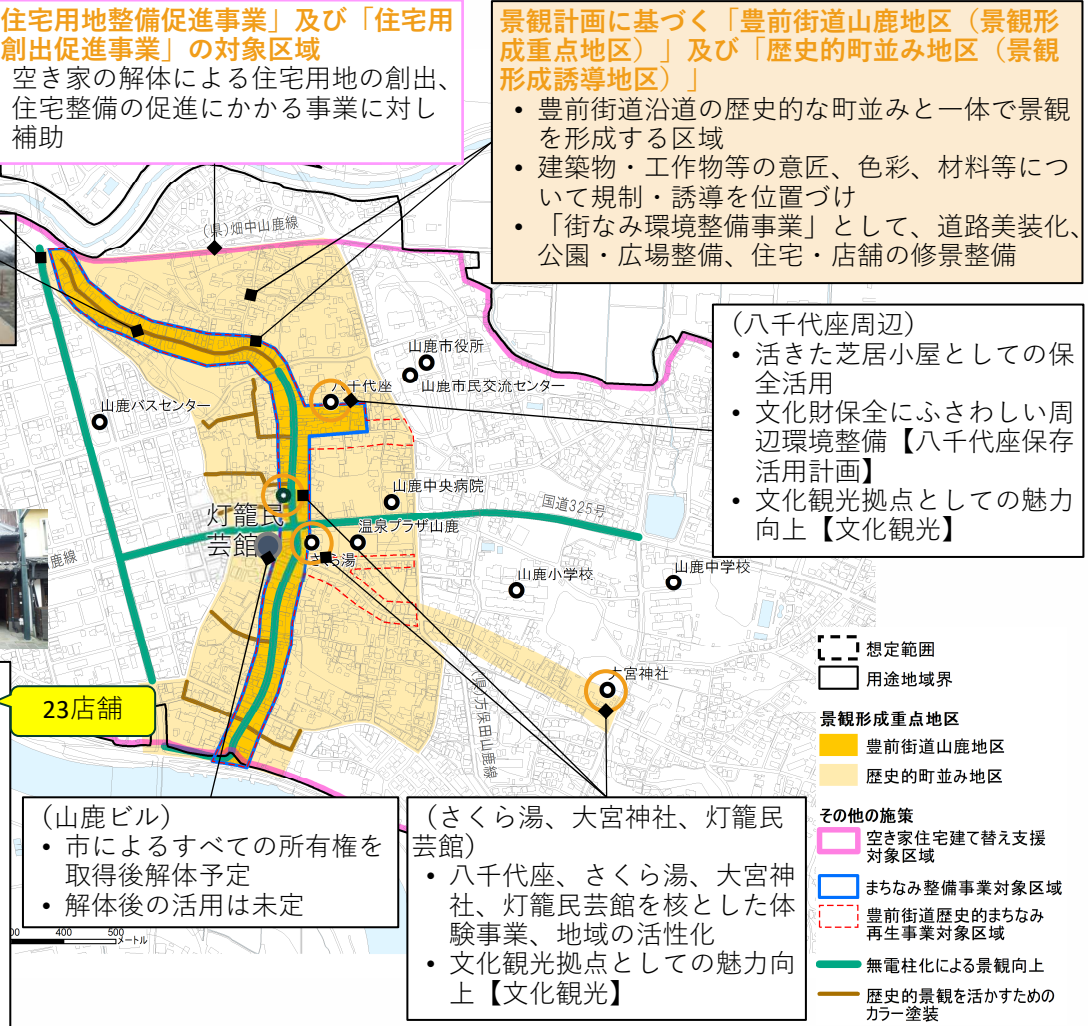 住宅用地整備促進事業」及び「住宅用
創出促進事業」の対象区域
空き家の解体による住宅用地の創出、
住宅整備の促進にかかる事業に対し
補助
景観計画に基づく「豊前街道山鹿地区（景観形
成重点地区）」及び「歴史的町並み地区（景観
形成誘導地区）」
• 豊前街道沿道の歴史的な町並みと一体で景観
を形成する区域
• 建築物・工作物等の意匠、色彩、材料等につ
いて規制・誘導を位置づけ
• 「街なみ環境整備事業」として、道路美装化、
公園・広場整備、住宅・店舗の修景整備
(県)畑中山鹿線
（八千代座周辺）
• 活きた芝居小屋としての保
全活用
• 文化財保全にふさわしい周
辺環境整備【八千代座保存
活用計画】
• 文化観光拠点としての魅力
向上【文化観光】
山鹿市役所
八千代座
山鹿市民交流センター
山鹿バスセンター
山鹿中央病院
国道325号
灯籠民
芸館
温泉プラザ山鹿
さくら湯
鹿線
山鹿小学校
山鹿中学校
大宮神社
(県)方保田山鹿線
23店舗
（山鹿ビル）
• 市によるすべての所有権を
取得後解体予定
• 解体後の活用は未定
（さくら湯、大宮神社、灯籠民
芸館）
• 八千代座、さくら湯、大宮神
社、灯籠民芸館を核とした体
験事業、地域の活性化
• 文化観光拠点としての魅力向
上【文化観光】
00 400 500
メートル
想定範囲
用途地域界
景観形成重点地区
豊前街道山鹿地区
歴史的町並み地区
その他の施策
空き家住宅建て替え支援
対象区域
まちなみ整備事業対象区域
豊前街道歴史的まちなみ
再生事業対象区域
無電柱化による景観向上
歴史的景観を活かすための
カラー塗装